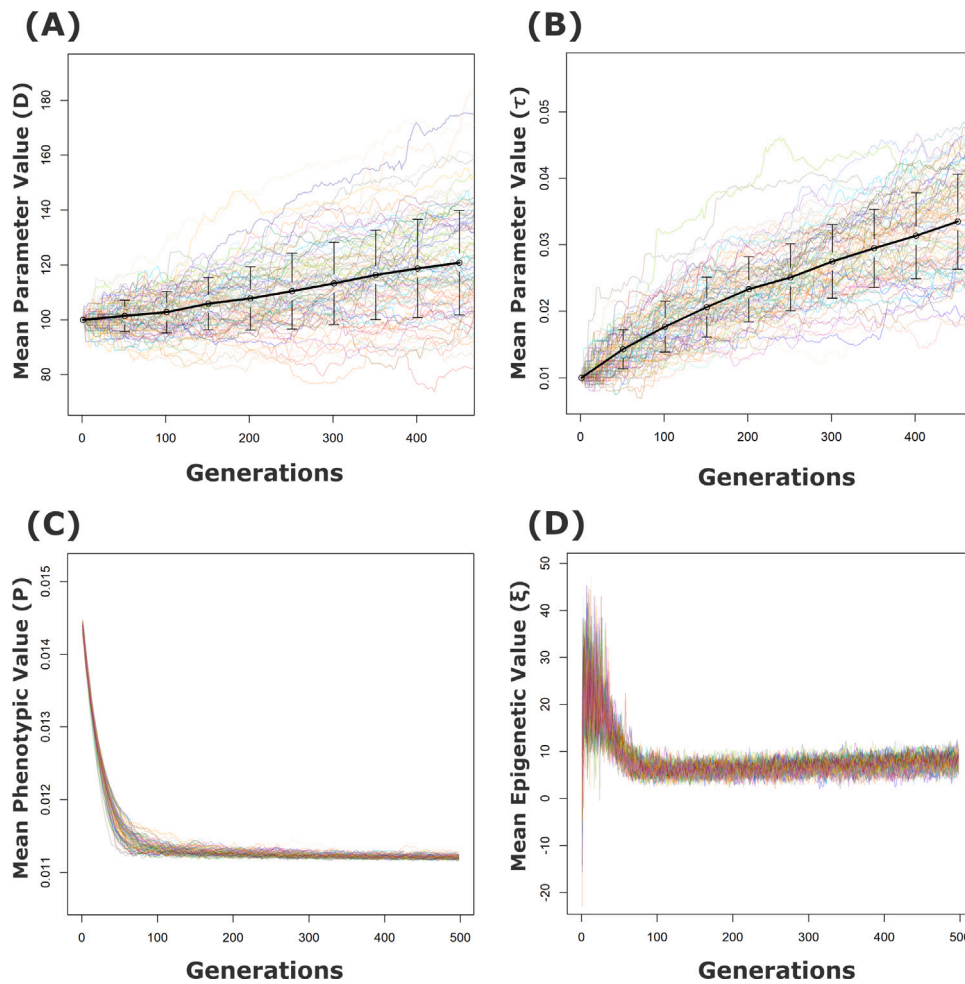 (A)
Mean Parameter Value (D)
180
160
140
120
100
80
0 100 200 300 400
Generations
(B)
Mean Parameter Value (τ)
0.05
0.04
0.03
0.02
0.01
0 100 200 300 400
Generations
(C)
Mean Phenotypic Value (P)
0.015
0.014
0.013
0.012
0.011
0 100 200 300 400 500
Generations
(D)
Mean Epigenetic Value (ξ)
50
40
30
20
10
0
-10
-20
0 100 200 300 400 500
Generations